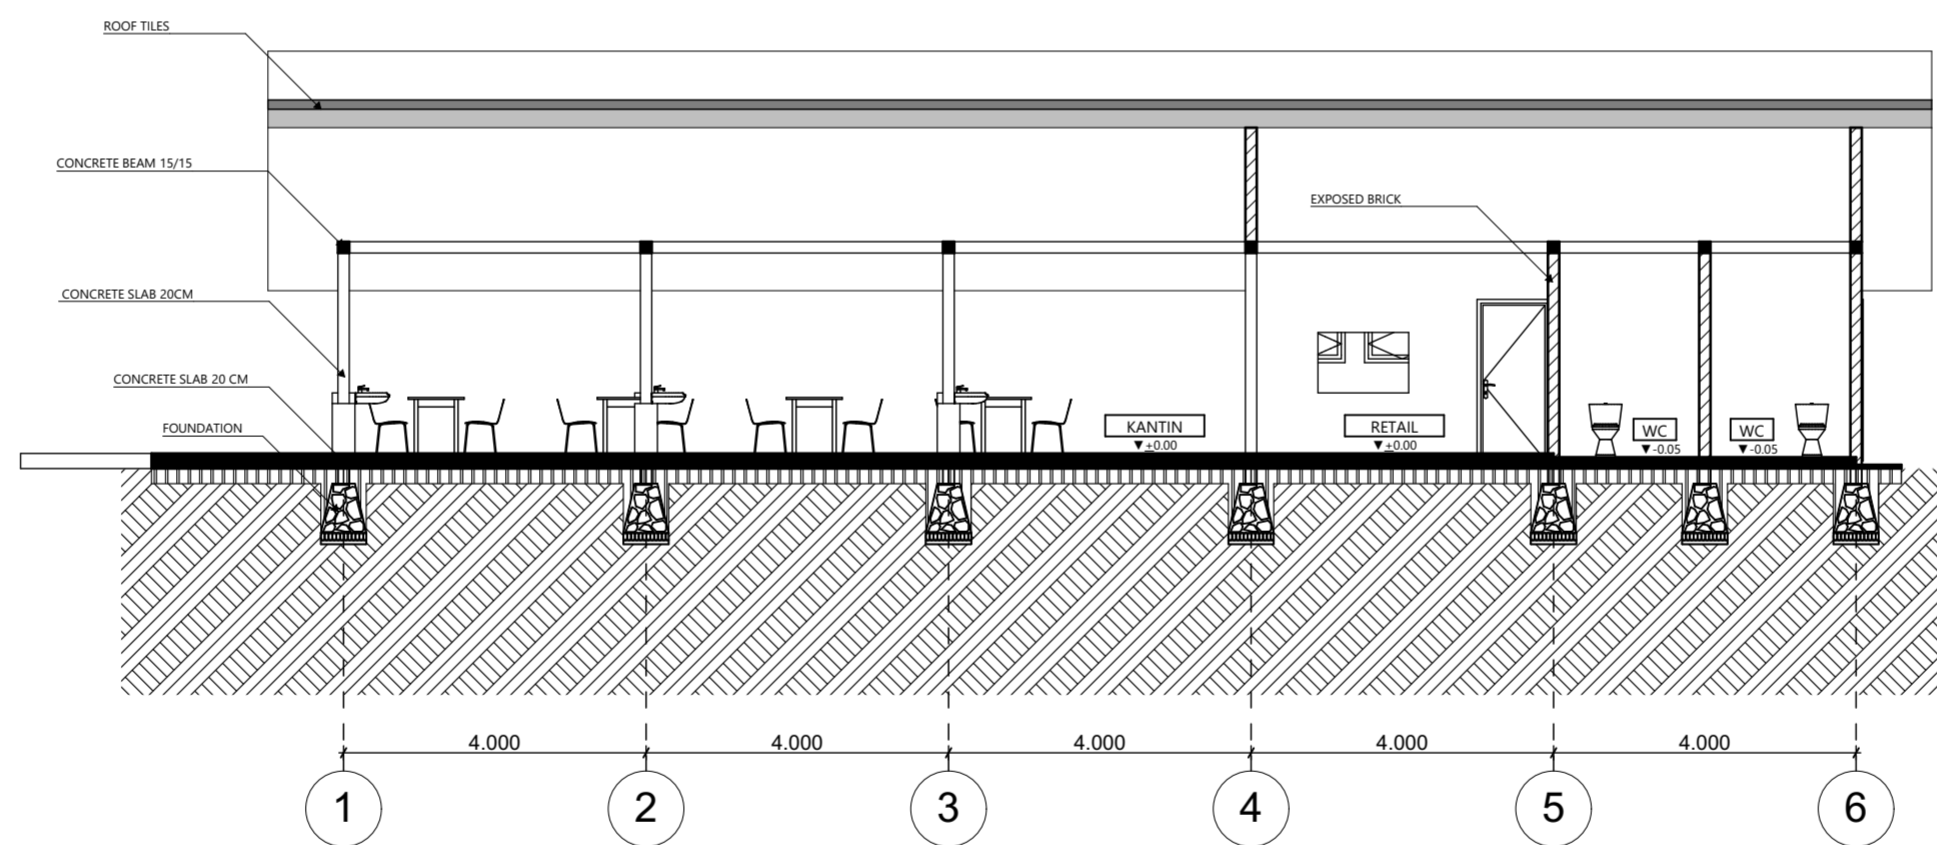 ROOF TILES
CONCRETE BEAM 15/15
EXPOSED BRICK
CONCRETE SLAB 20CM
CONCRETE SLAB 20 CM
FOUNDATION
KANTIN
±0.00
RETAIL
±0.00
WC
-0.05
WC
-0.05
4.000 4.000 4.000 4.000 4.000
1 2 3 4 5 6